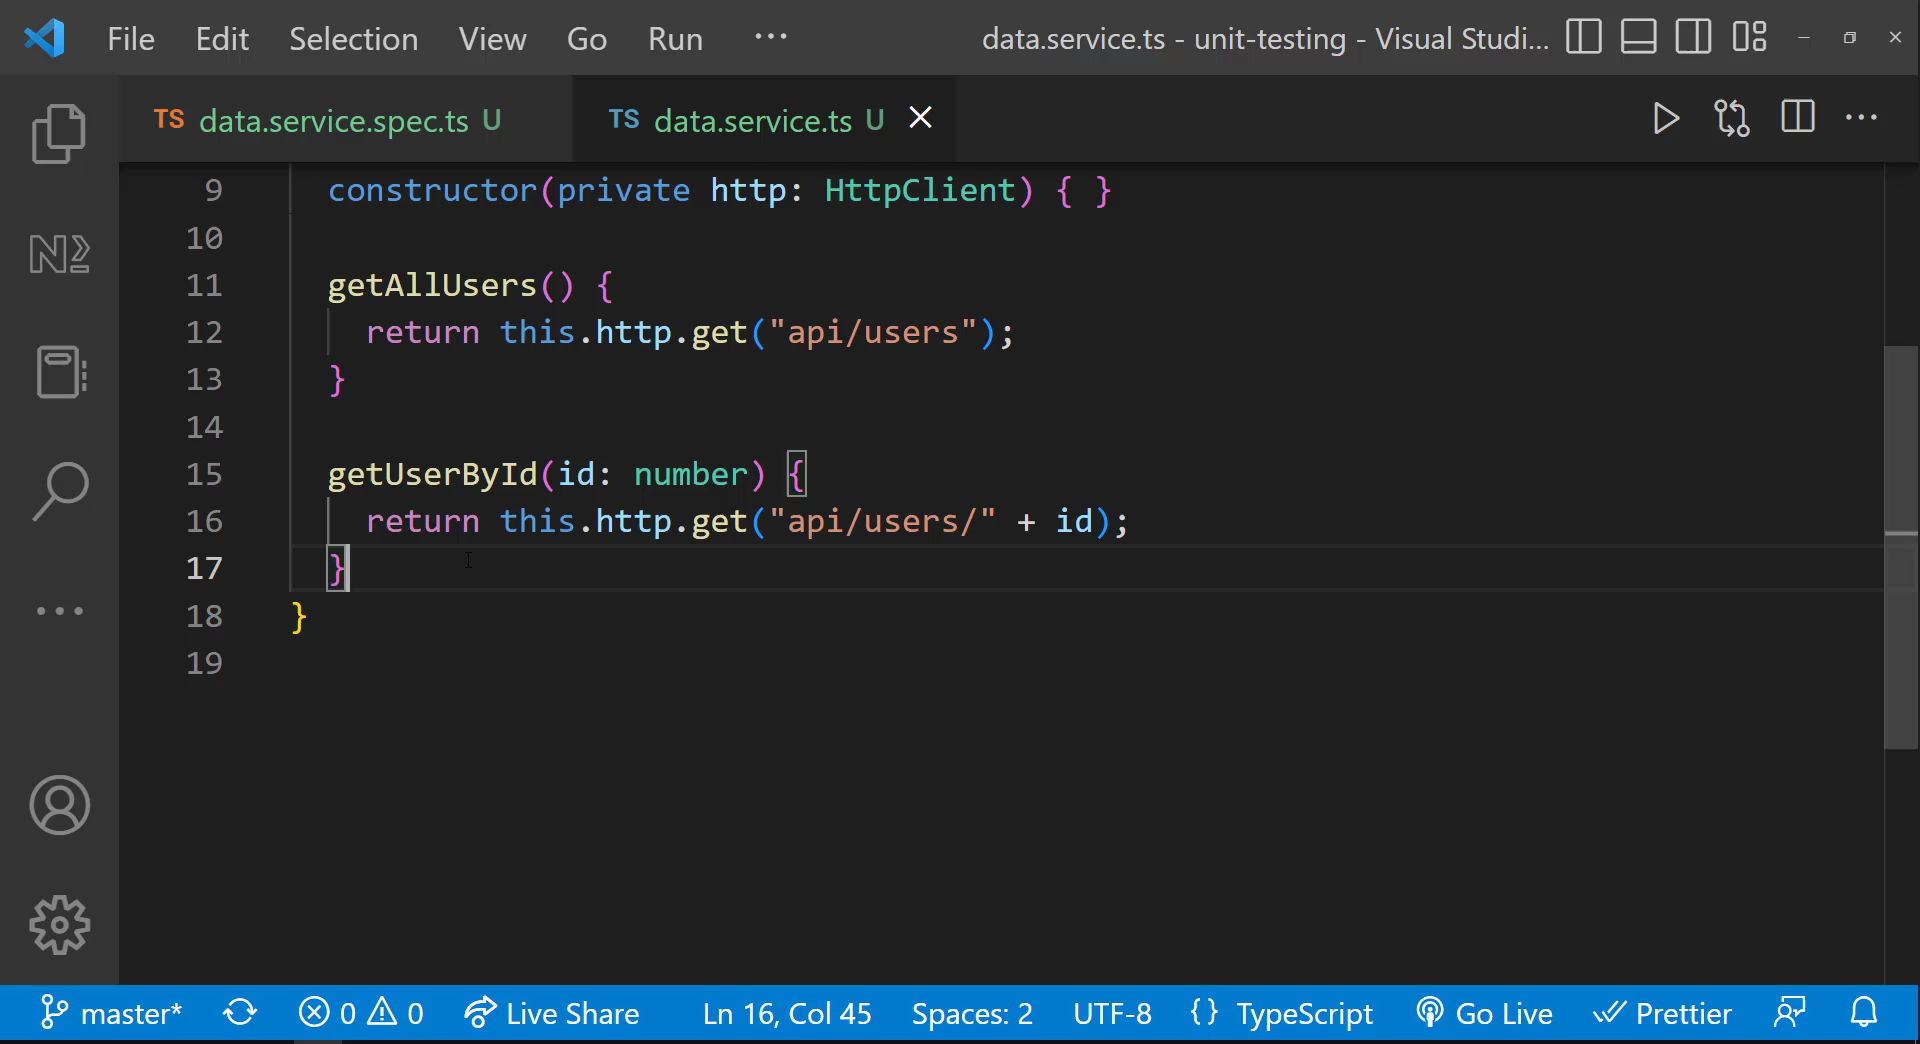 File Edit Selection View Go Run ··· data.service.ts - unit-testing - Visual Studi...
TS data.service.spec.ts U TS data.service.ts U
9 constructor(private http: HttpClient) { }
10
11 getAllUsers() {
12 return this.http.get("api/users");
13 }
14
15 getUserById(id: number) {
16 return this.http.get("api/users/" + id);
17 }
18 }
19
master* 0 0 Live Share Ln 16, Col 45 Spaces: 2 UTF-8 {} TypeScript Go Live Prettier